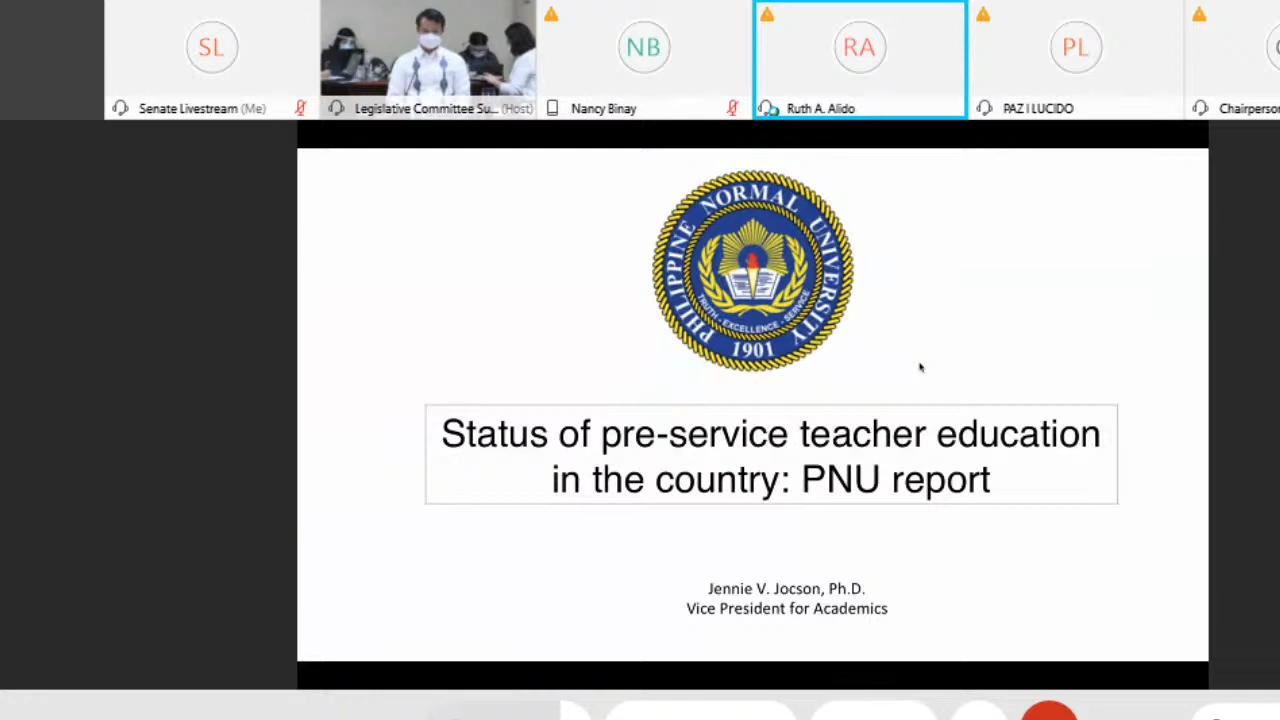 SL
NB
RA
PL
Senate Livestream (Me)
Legislative Committee Su... (Host)
Nancy Binay
Ruth A. Alido
PAZ I LUCIDO
Chairperson
PHILIPPINE NORMAL UNIVERSITY
TRUTH - EXCELLENCE - SERVICE
1901
Status of pre-service teacher education
in the country: PNU report
Jennie V. Jocson, Ph.D.
Vice President for Academics